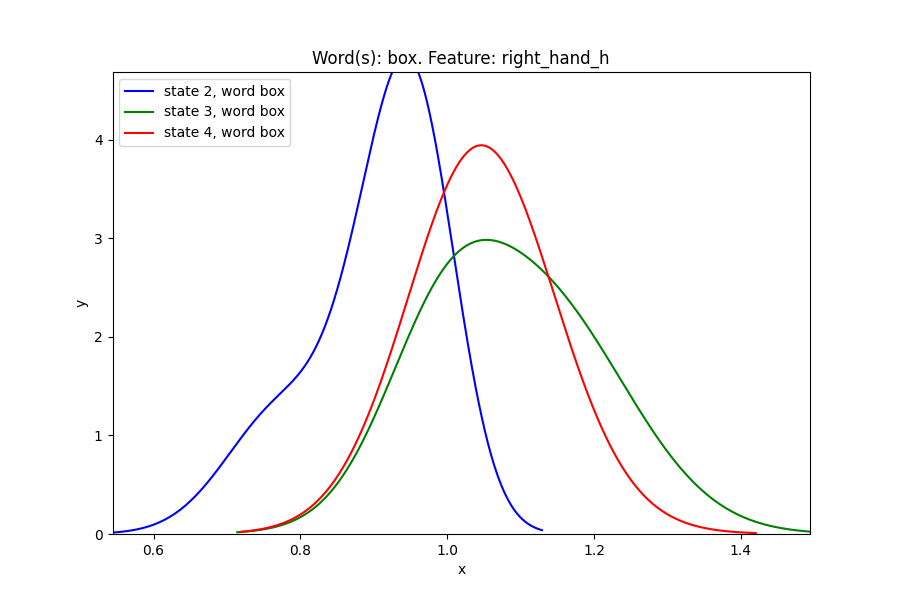 Word(s): box. Feature: right_hand_h
state 2, word box
state 3, word box
state 4, word box
4
3
2
1
0
y
0.6 0.8 1.0 1.2 1.4
x